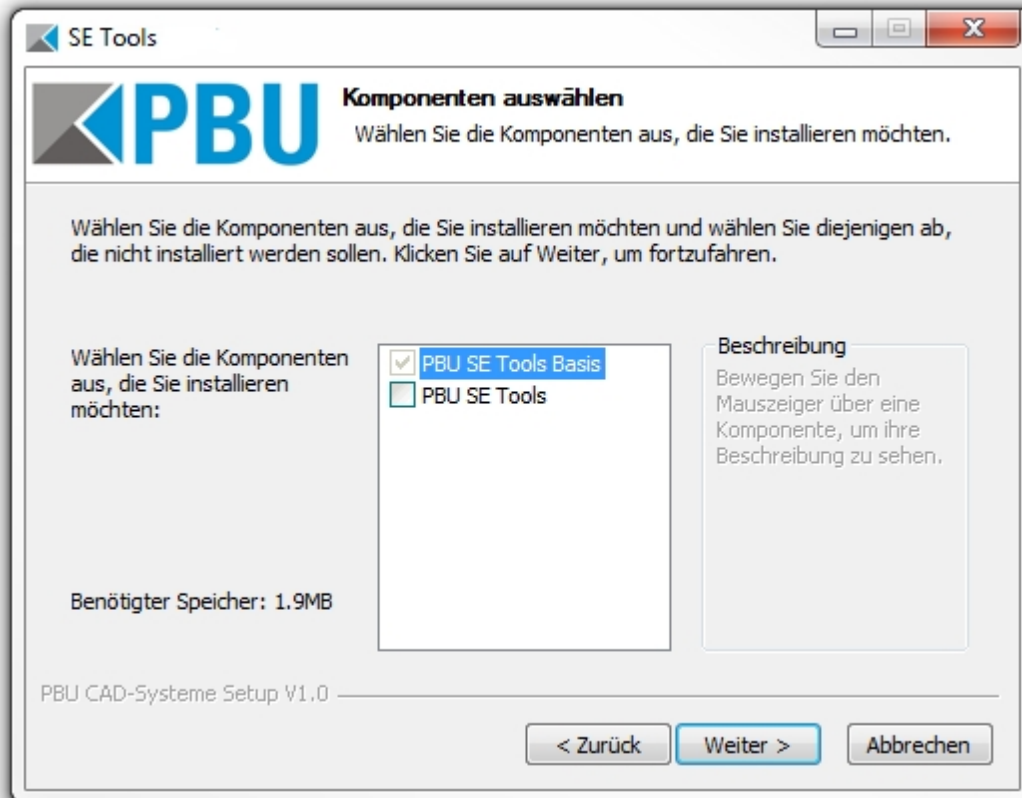 SE Tools
PBU
Komponenten auswählen
Wählen Sie die Komponenten aus, die Sie installieren möchten.
Wählen Sie die Komponenten aus, die Sie installieren möchten und wählen Sie diejenigen ab,
die nicht installiert werden sollen. Klicken Sie auf Weiter, um fortzufahren.
Wählen Sie die Komponenten
aus, die Sie installieren
möchten:
PBU SE Tools Basis
PBU SE Tools
Beschreibung
Bewegen Sie den
Mauszeiger über eine
Komponente, um ihre
Beschreibung zu sehen.
Benötigter Speicher: 1.9MB
PBU CAD-Systeme Setup V1.0
< Zurück
Weiter >
Abbrechen